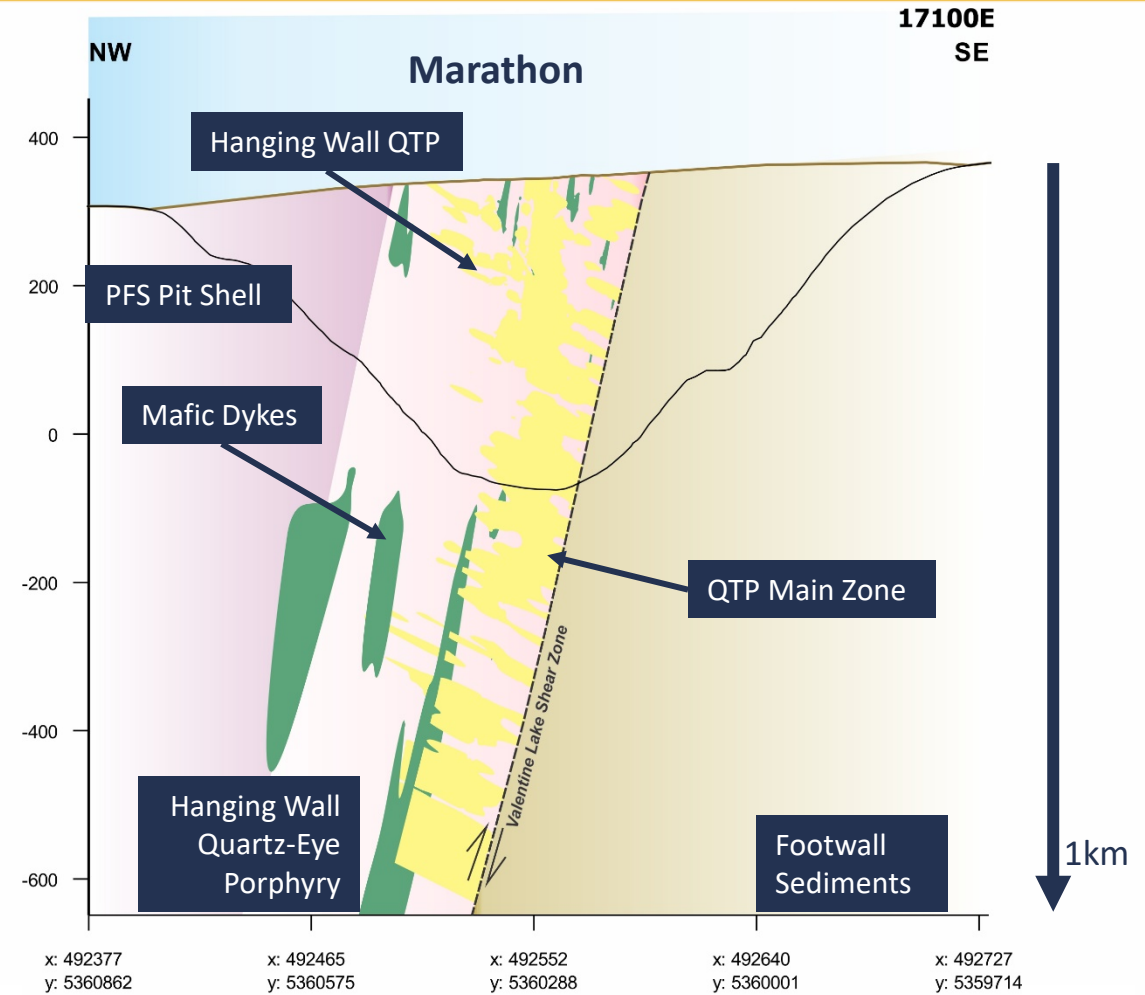 17100E
NW
SE
Marathon
Hanging Wall QTP
400
PFS Pit Shell
200
Mafic Dykes
0
-200
QTP Main Zone
Valentine Lake Shear Zone
-400
Hanging Wall
Quartz-Eye
Porphyry
Footwall
Sediments
1km
-600
x: 492377
y: 5360862
x: 492465
y: 5360575
x: 492552
y: 5360288
x: 492640
y: 5360001
x: 492727
y: 5359714